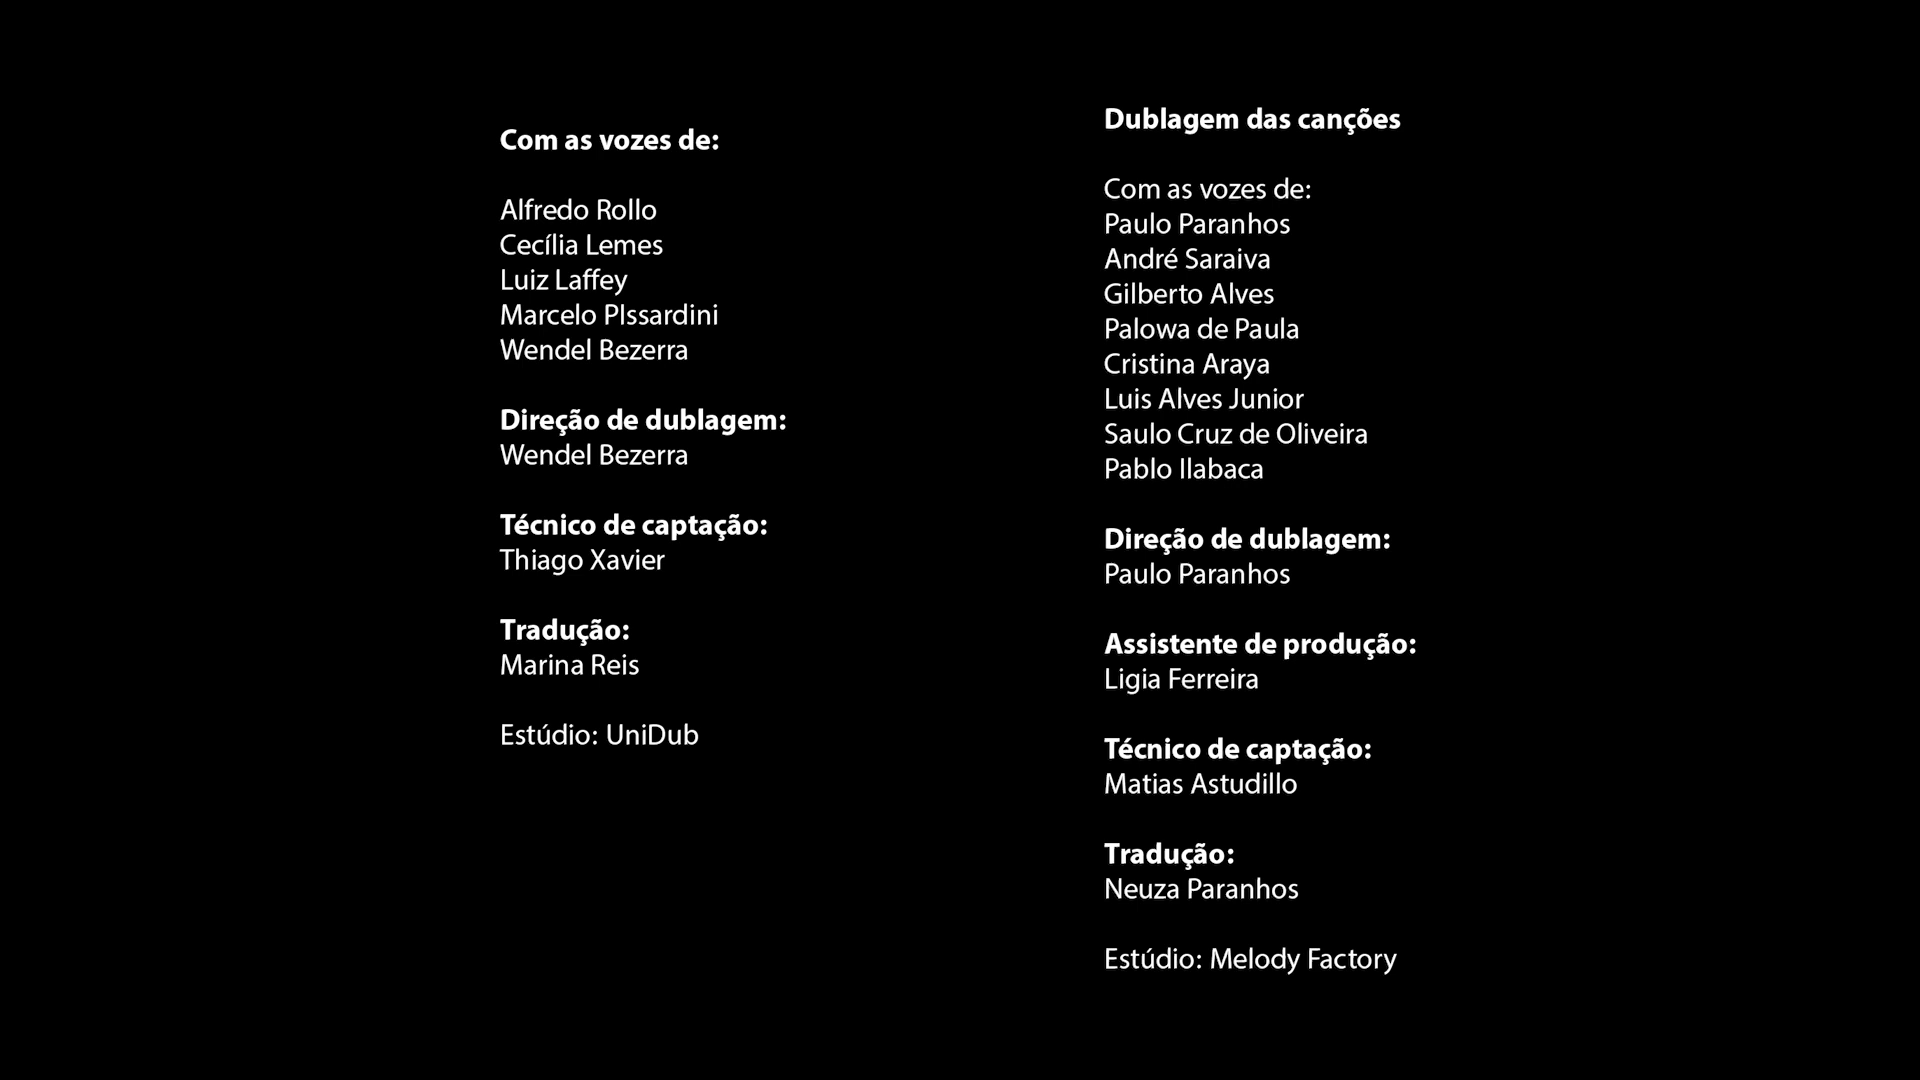 Com as vozes de:
Alfredo Rollo
Cecília Lemes
Luiz Laffey
Marcelo PIssardini
Wendel Bezerra
Direção de dublagem:
Wendel Bezerra
Técnico de captação:
Thiago Xavier
Tradução:
Marina Reis
Estúdio: UniDub
Dublagem das canções
Com as vozes de:
Paulo Paranhos
André Saraiva
Gilberto Alves
Palowa de Paula
Cristina Araya
Luis Alves Junior
Saulo Cruz de Oliveira
Pablo Ilabaca
Direção de dublagem:
Paulo Paranhos
Assistente de produção:
Ligia Ferreira
Técnico de captação:
Matias Astudillo
Tradução:
Neuza Paranhos
Estúdio: Melody Factory